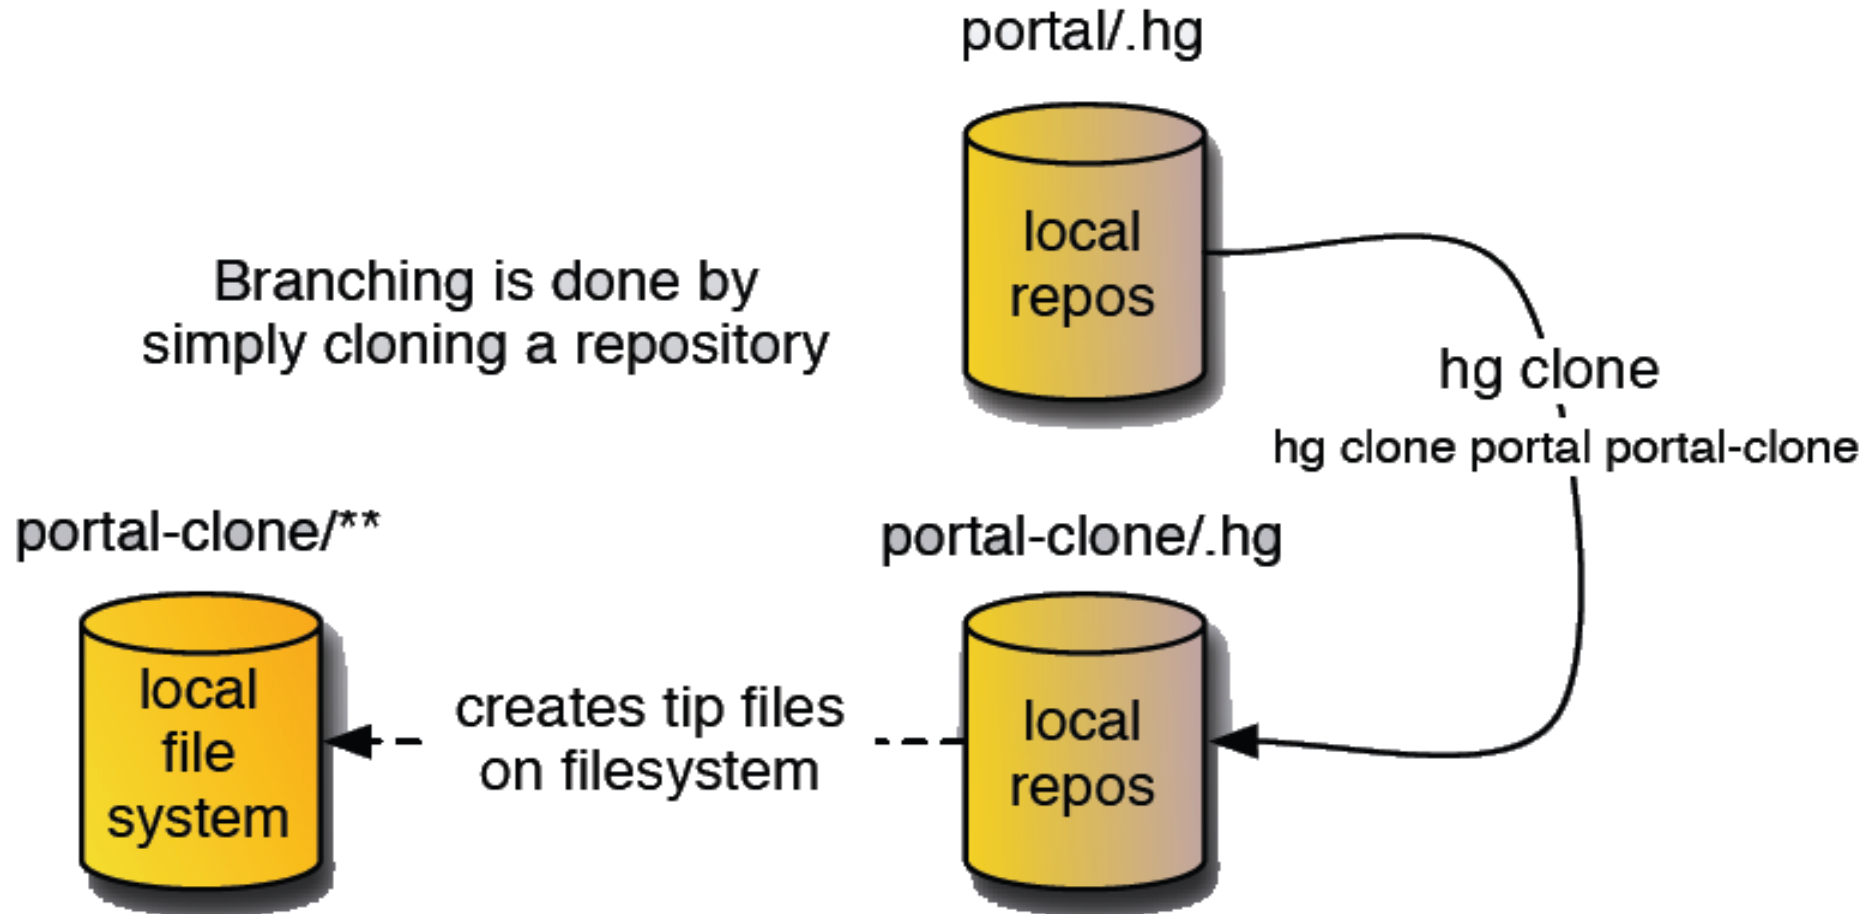 portal/.hg
local
repos
Branching is done by
simply cloning a repository
hg clone
hg clone portal portal-clone
portal-clone/**
portal-clone/.hg
local
file
system
creates tip files
on filesystem
local
repos